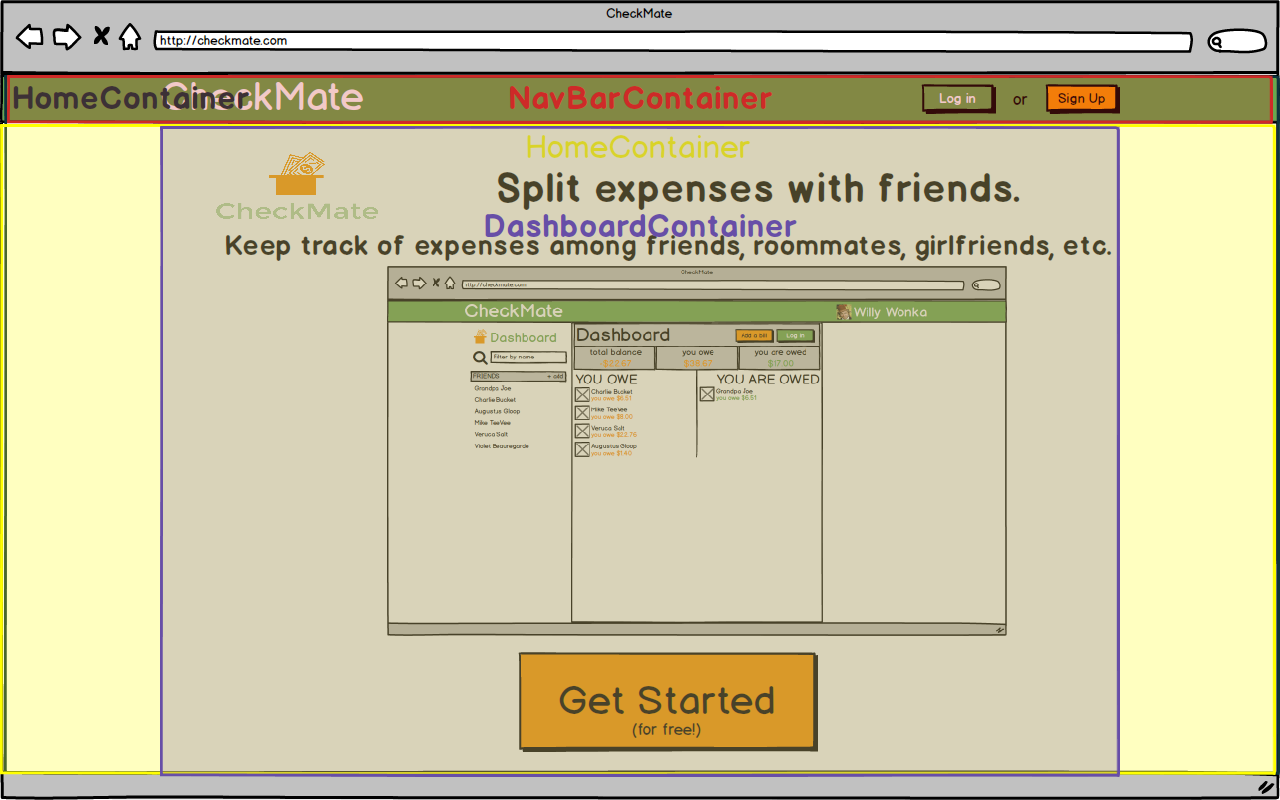 CheckMate
http://checkmate.com
HomeContainer
CheckMate
NavBarContainer
Log in
or
Sign Up
HomeContainer
CheckMate
Split expenses with friends.
DashboardContainer
Keep track of expenses among friends, roommates, girlfriends, etc.
CheckMate
http://checkmate.com
CheckMate
Willy Wonka
Dashboard
Dashboard
Add a bill
Log in
Filter by name
total balance
you owe
you are owed
-$22.67
$39.67
$17.00
FRIENDS
+ add
YOU OWE
YOU ARE OWED
Grandpa Joe
Charlie Bucket
Augustus Gloop
Mike TeeVee
Veruca Salt
Violet Beauregarde
Charlie Bucket
you owe $6.51
Mike TeeVee
you owe $9.00
Veruca Salt
you owe $22.76
Augustus Gloop
you owe $1.40
Grandpa Joe
you owe $6.51
Get Started
(for free!)